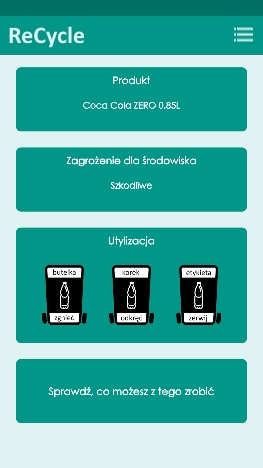 ReCycle
Produkt
Coca Cola ZERO 0.85L
Zagrożenie dla środowiska
Szkodliwe
Utylizacja
butelka korek etykieta
zgnieć odkręć zerwij
Sprawdź, co możesz z tego zrobić